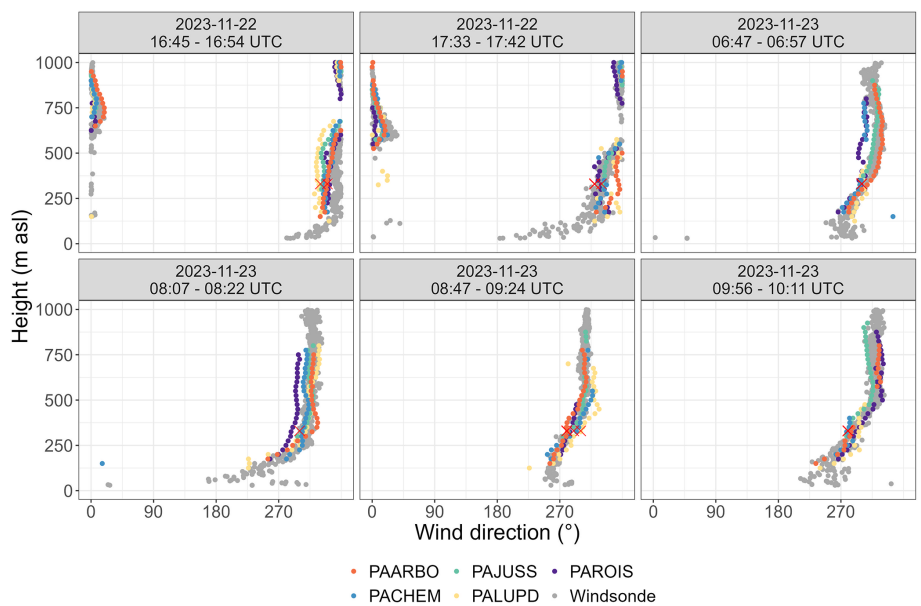 2023-11-22
16:45 - 16:54 UTC
2023-11-22
17:33 - 17:42 UTC
2023-11-23
06:47 - 06:57 UTC
1000
750
500
250
0
2023-11-23
08:07 - 08:22 UTC
2023-11-23
08:47 - 09:24 UTC
2023-11-23
09:56 - 10:11 UTC
1000
750
500
250
0
Height (m asl)
0 90 180 270
0 90 180 270
0 90 180 270
Wind direction (°)
PAARBO PAJUSS PAROIS
PACHEM PALUPD Windsonde